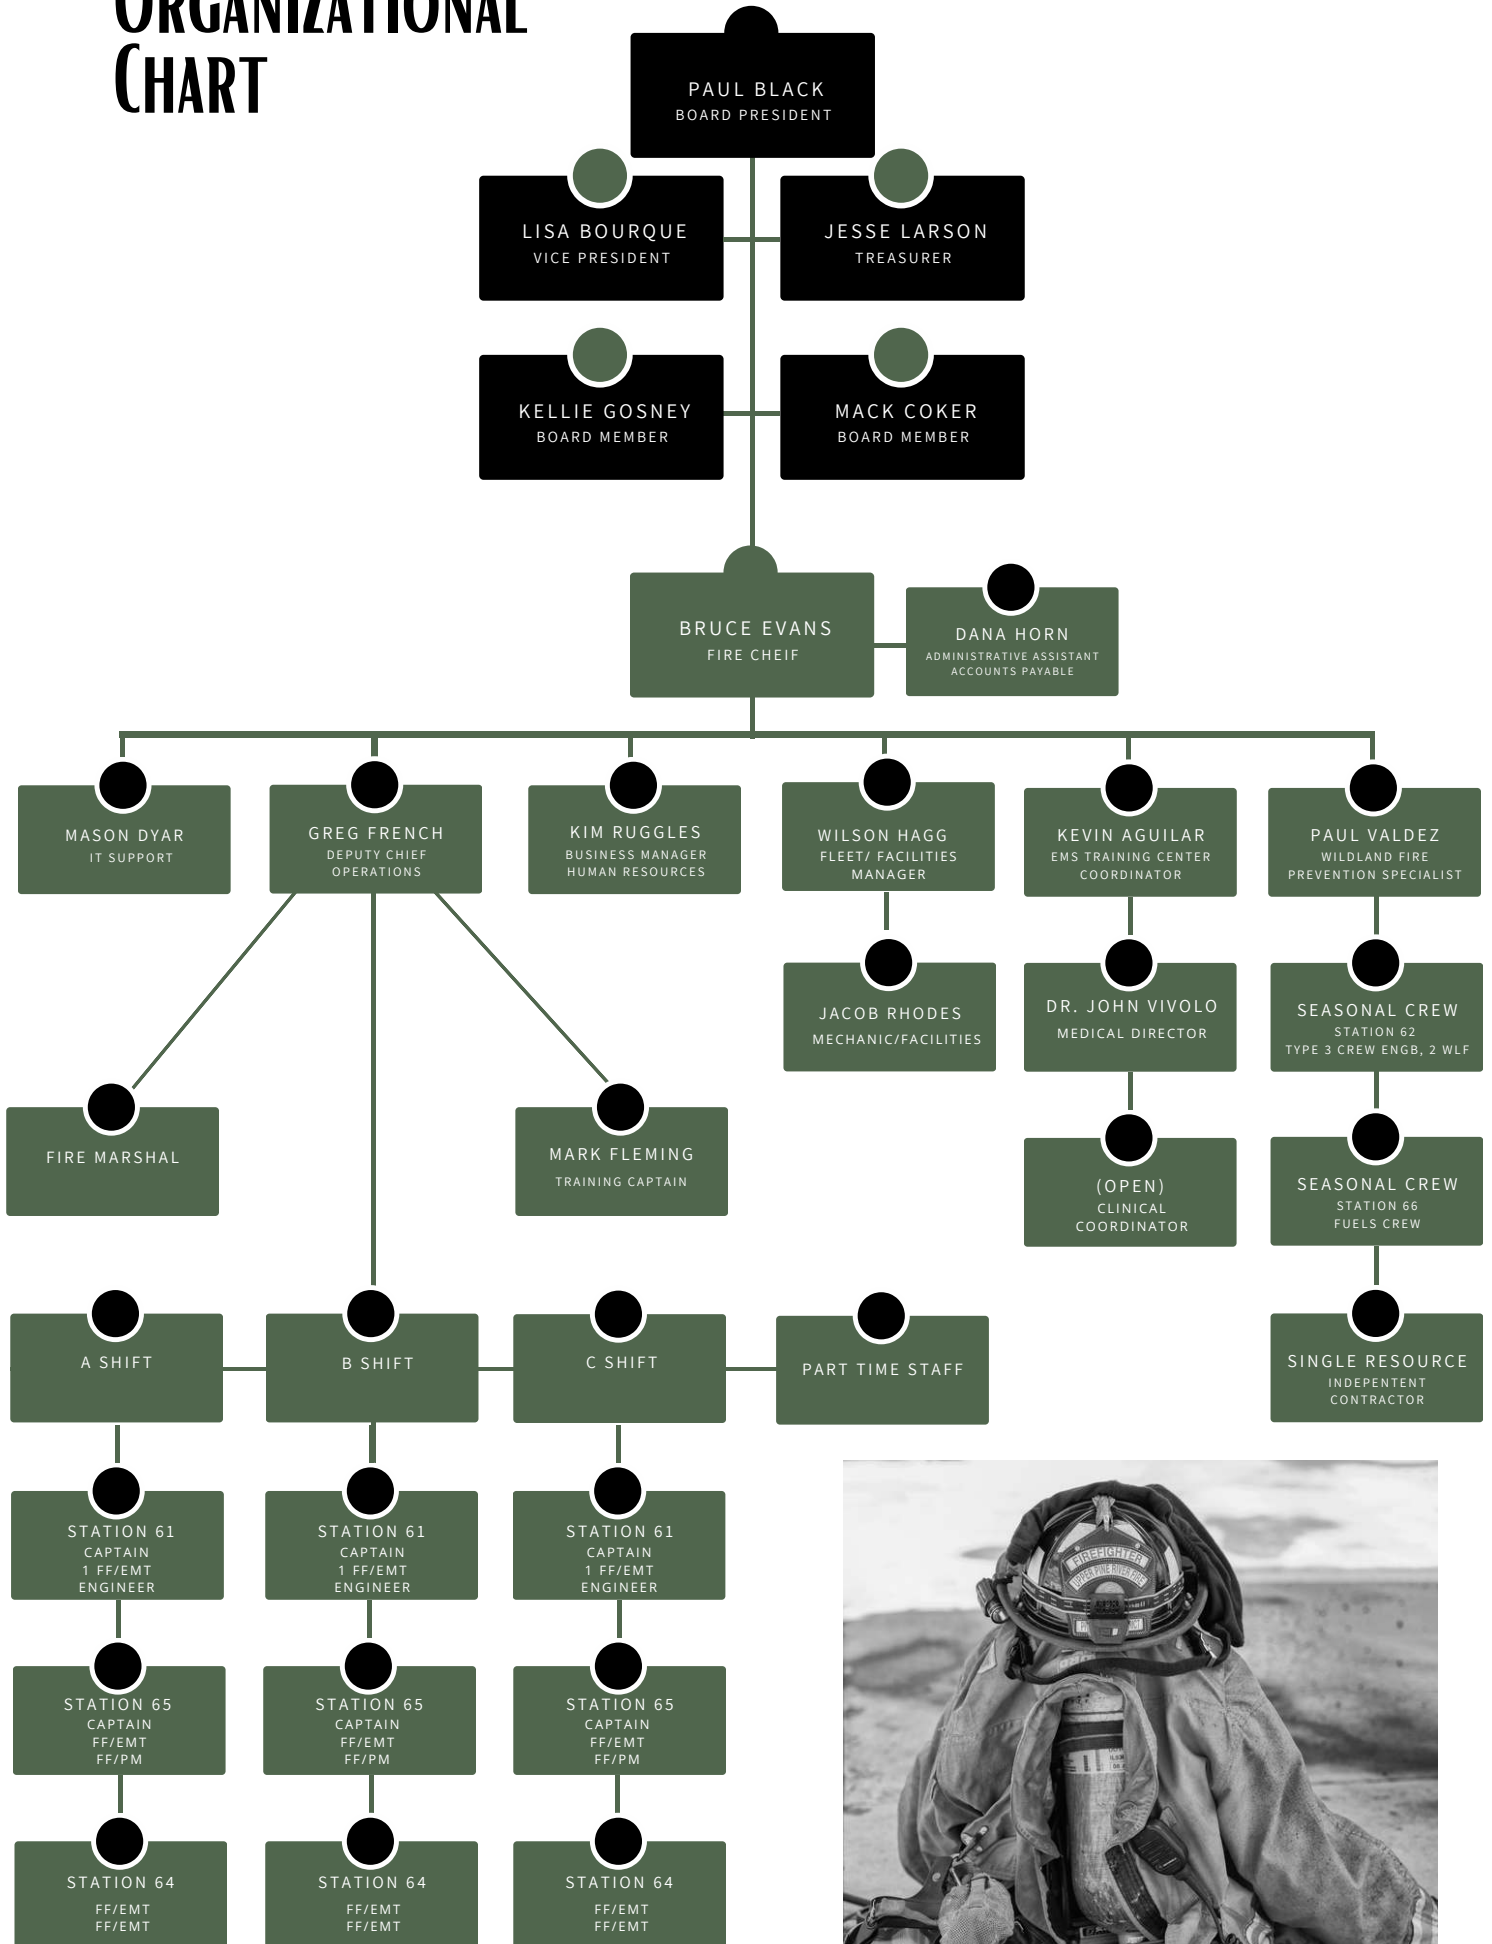 ORGANIZATIONAL
CHART
PAUL BLACK
BOARD PRESIDENT
LISA BOURQUE
VICE PRESIDENT
JESSE LARSON
TREASURER
KELLIE GOSNEY
BOARD MEMBER
MACK COKER
BOARD MEMBER
BRUCE EVANS
FIRE CHEIF
DANA HORN
ADMINISTRATIVE ASSISTANT
ACCOUNTS PAYABLE
MASON DYAR
IT SUPPORT
GREG FRENCH
DEPUTY CHIEF
OPERATIONS
KIM RUGGLES
BUSINESS MANAGER
HUMAN RESOURCES
WILSON HAGG
FLEET/ FACILITIES
MANAGER
KEVIN AGUILAR
EMS TRAINING CENTER
COORDINATOR
PAUL VALDEZ
WILDLAND FIRE
PREVENTION SPECIALIST
JACOB RHODES
MECHANIC/FACILITIES
DR. JOHN VIVOLO
MEDICAL DIRECTOR
SEASONAL CREW
STATION 62
TYPE 3 CREW ENGB, 2 WLF
FIRE MARSHAL
MARK FLEMING
TRAINING CAPTAIN
(OPEN)
CLINICAL
COORDINATOR
SEASONAL CREW
STATION 66
FUELS CREW
A SHIFT
B SHIFT
C SHIFT
PART TIME STAFF
SINGLE RESOURCE
INDEPENTENT
CONTRACTOR
STATION 61
CAPTAIN
1 FF/EMT
ENGINEER
STATION 61
CAPTAIN
1 FF/EMT
ENGINEER
STATION 61
CAPTAIN
1 FF/EMT
ENGINEER
STATION 65
CAPTAIN
FF/EMT
FF/PM
STATION 65
CAPTAIN
FF/EMT
FF/PM
STATION 65
CAPTAIN
FF/EMT
FF/PM
STATION 64
FF/EMT
FF/EMT
STATION 64
FF/EMT
FF/EMT
STATION 64
FF/EMT
FF/EMT
FIREFIGHTER
UPPER PINE RIVER FIRE